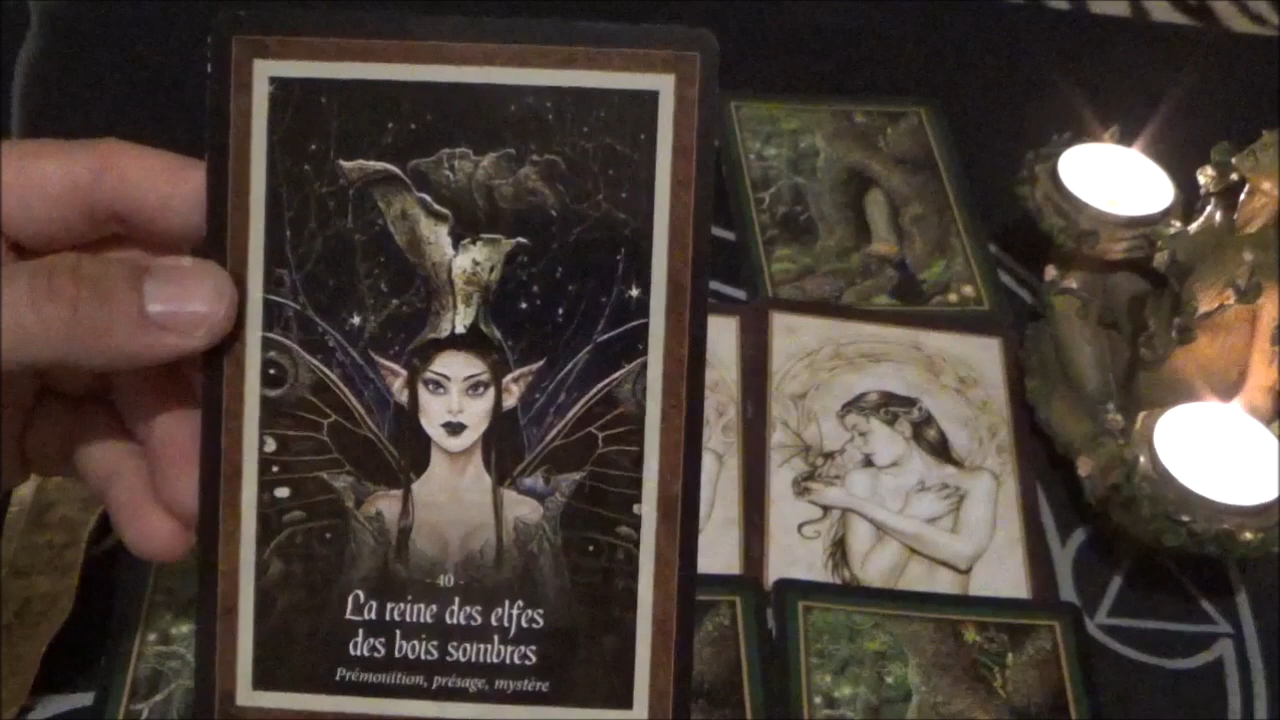 - 40 -
La reine des elfes
des bois sombres
Prémonition, présage, mystère